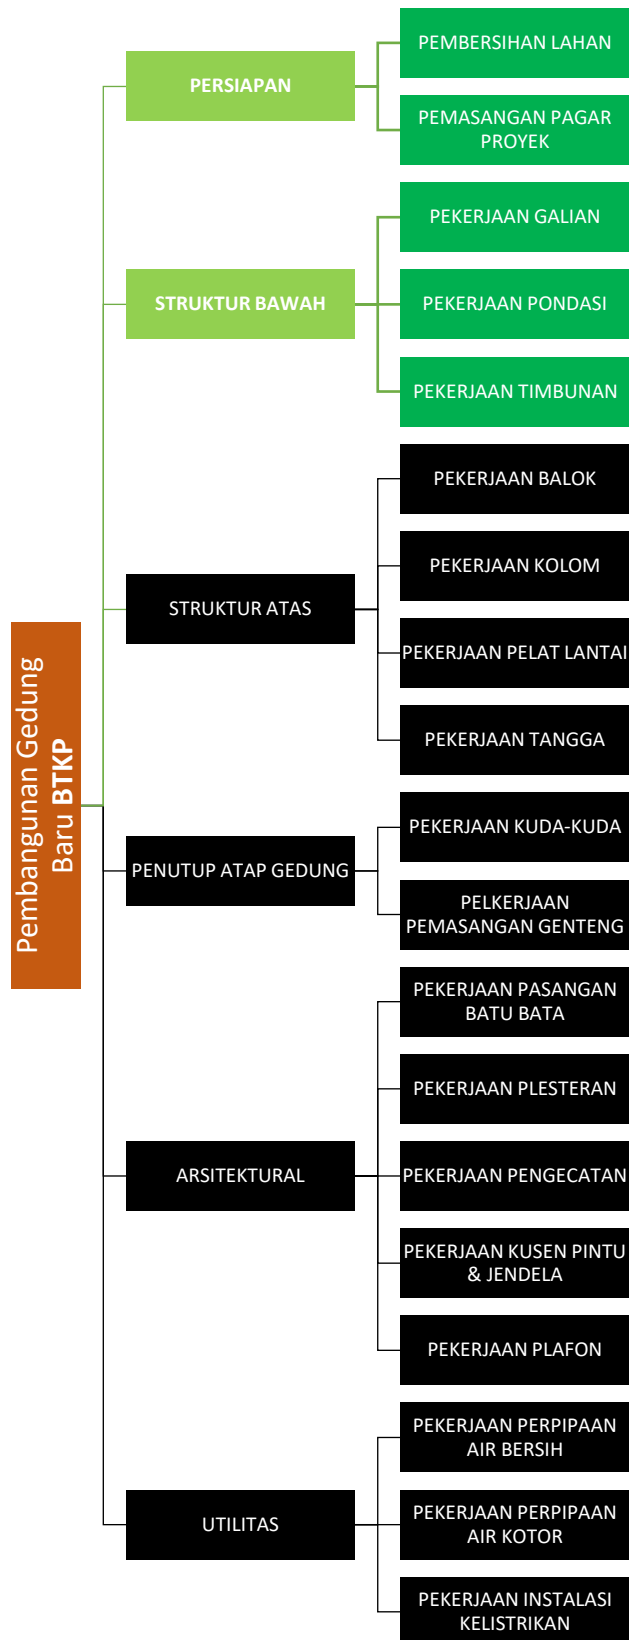 Pembangunan Gedung
Baru BTKP
PERSIAPAN
PEMBERSIHAN LAHAN
PEMASANGAN PAGAR
PROYEK
STRUKTUR BAWAH
PEKERJAAN GALIAN
PEKERJAAN PONDASI
PEKERJAAN TIMBUNAN
STRUKTUR ATAS
PEKERJAAN BALOK
PEKERJAAN KOLOM
PEKERJAAN PELAT LANTAI
PEKERJAAN TANGGA
PENUTUP ATAP GEDUNG
PEKERJAAN KUDA-KUDA
PELKERJAAN
PEMASANGAN GENTENG
ARSITEKTURAL
PEKERJAAN PASANGAN
BATU BATA
PEKERJAAN PLESTERAN
PEKERJAAN PENGECATAN
PEKERJAAN KUSEN PINTU
& JENDELA
PEKERJAAN PLAFON
UTILITAS
PEKERJAAN PERPIPAAN
AIR BERSIH
PEKERJAAN PERPIPAAN
AIR KOTOR
PEKERJAAN INSTALASI
KELISTRIKAN